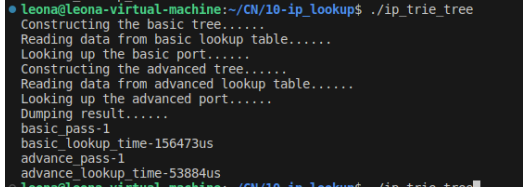 leona@leona-virtual-machine:~/CN/10-ip_lookup$ ./ip_trie_tree
Constructing the basic tree......
Reading data from basic lookup table......
Looking up the basic port......
Constructing the advanced tree......
Reading data from advanced lookup table......
Looking up the advanced port......
Dumping result......
basic_pass-1
basic_lookup_time-156473us
advance_pass-1
advance_lookup_time-53884us
leona@leona-virtual-machine:~/CN/10-ip_lookup$ ./ip_trie_tree